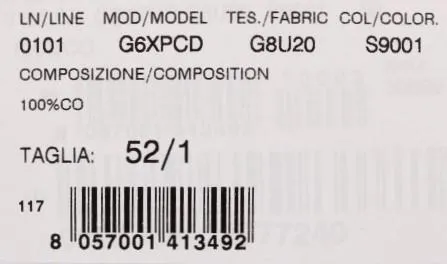 LN/LINE MOD/MODEL TES./FABRIC COL/COLOR.
0101 G6XPCD G8U20 S9001
COMPOSIZIONE/COMPOSITION
100%CO
TAGLIA: 52/1
117
8 057001 413492